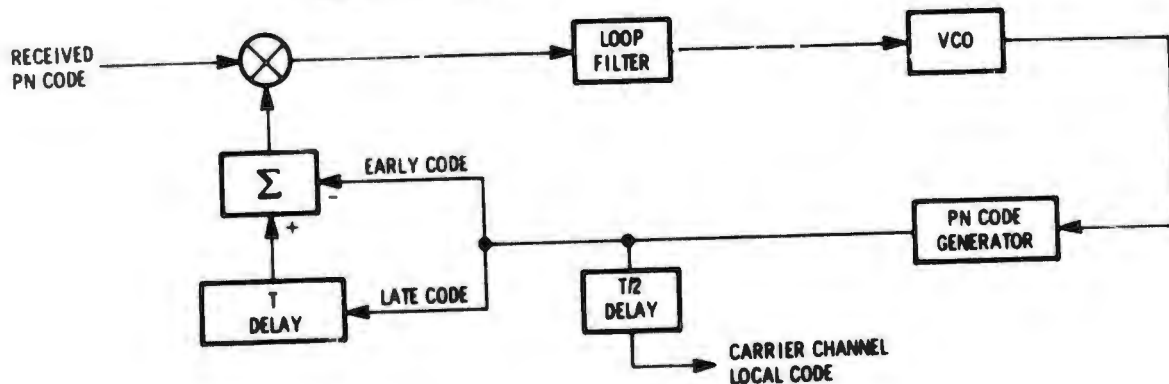 RECEIVED
PN CODE
LOOP
FILTER
VCO
Σ
EARLY CODE
-
+
PN CODE
GENERATOR
T
DELAY
LATE CODE
T/2
DELAY
CARRIER CHANNEL
LOCAL CODE